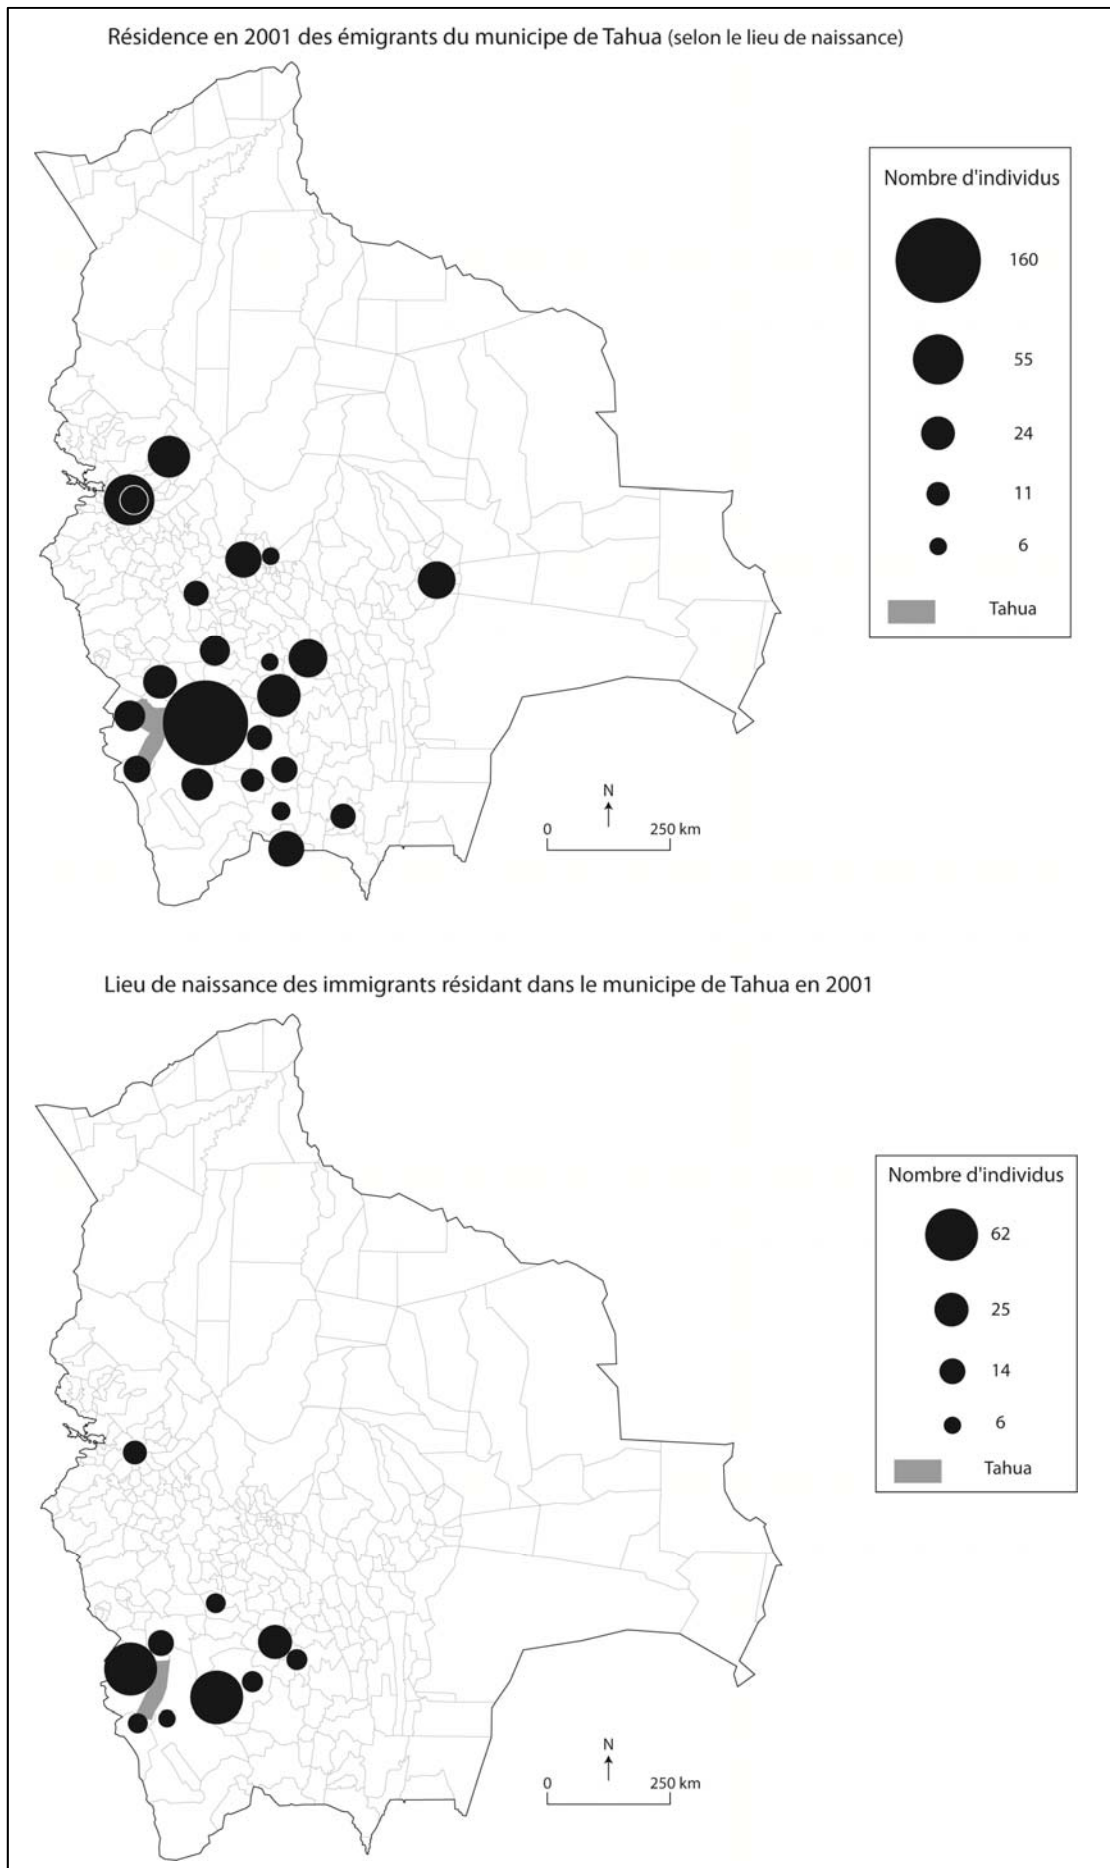 Résidence en 2001 des émigrants du municipe de Tahua (selon le lieu de naissance)
Nombre d'individus
160
55
24
11
6
Tahua
N
0 250 km
Lieu de naissance des immigrants résidant dans le municipe de Tahua en 2001
Nombre d'individus
62
25
14
6
Tahua
N
0 250 km